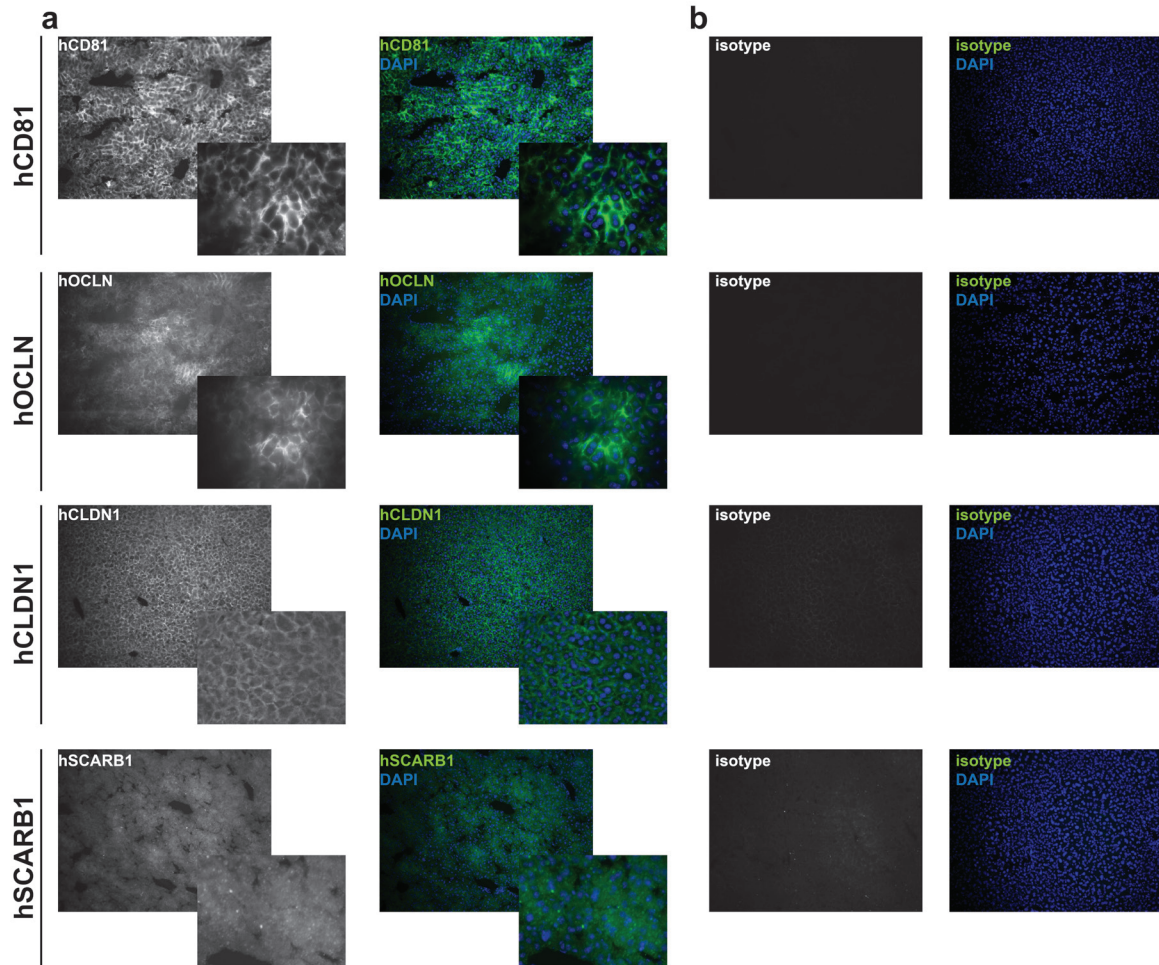 a
b
hCD81
hCD81
hCD81
DAPI
isotype
isotype
DAPI
hOCLN
hOCLN
hOCLN
DAPI
isotype
isotype
DAPI
hCLDN1
hCLDN1
hCLDN1
DAPI
isotype
isotype
DAPI
hSCARB1
hSCARB1
hSCARB1
DAPI
isotype
isotype
DAPI